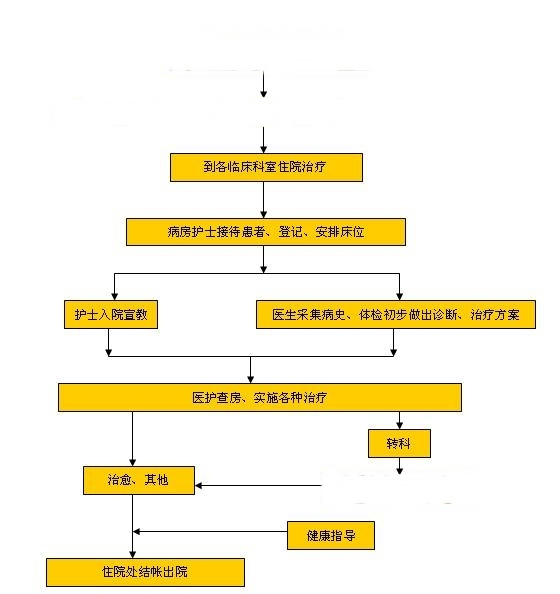 到各临床科室住院治疗
病房护士接待患者、登记、安排床位
护士入院宣教
医生采集病史、体检初步做出诊断、治疗方案
医护查房、实施各种治疗
转科
治愈、其他
健康指导
住院处结帐出院